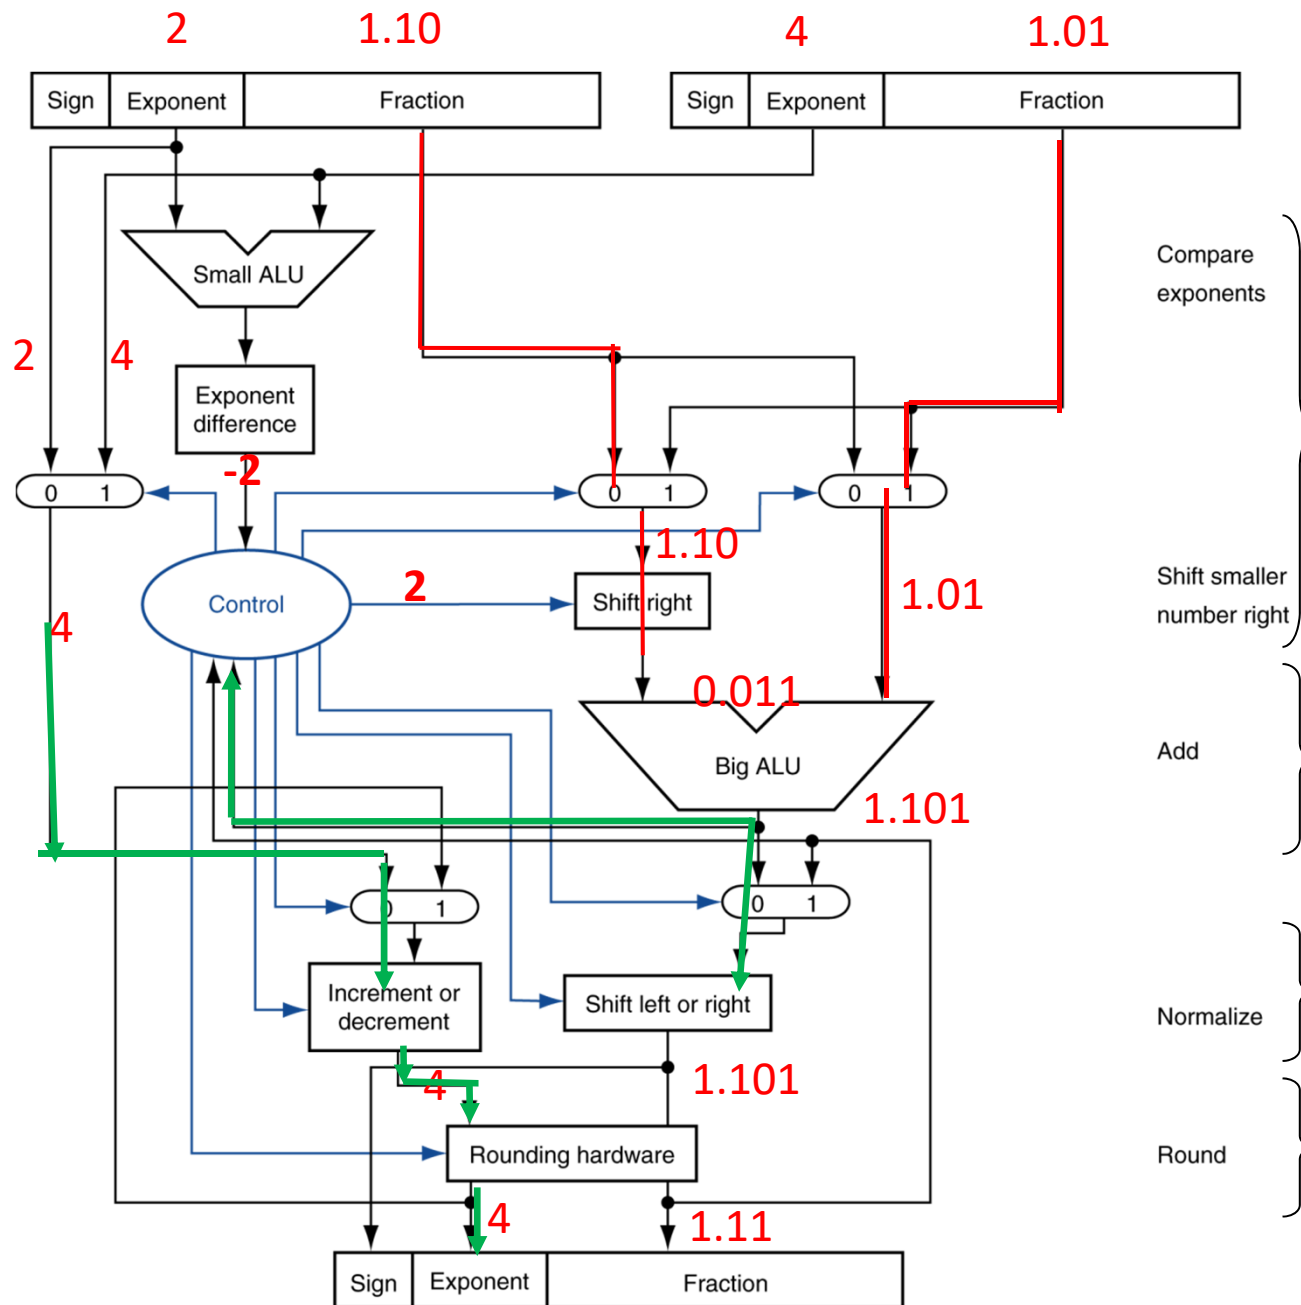 2 1.10 4 1.01
Sign Exponent Fraction Sign Exponent Fraction
Compare
exponents
Small ALU
2 4
Exponent
difference
-2
0 1 0 1 0 1
1.10
Shift smaller
number right
Control 2 Shift right 1.01
4
0.011
Add
Big ALU
1.101
0 1 0 1
Increment or
decrement
Shift left or right
Normalize
4 1.101
Rounding hardware
Round
4 1.11
Sign Exponent Fraction